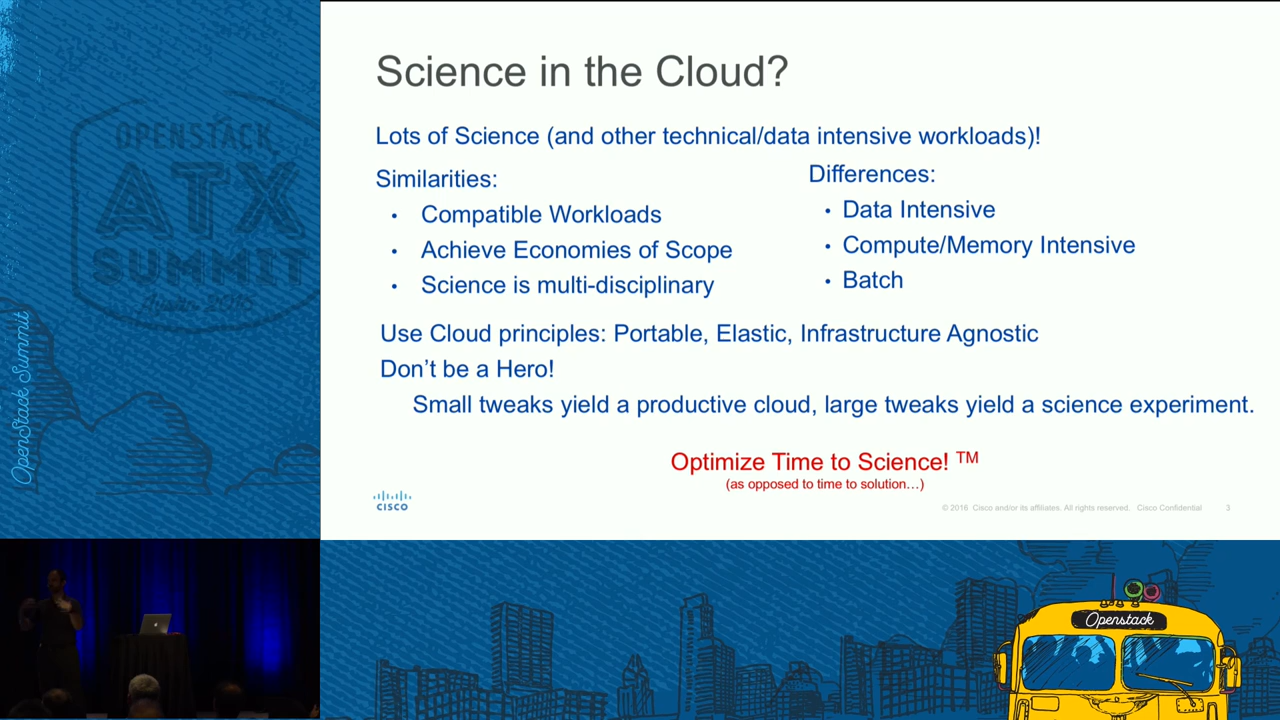 OPENSTACK
ATX
SUMMIT
Austin 2016
OpenStack Summit
Science in the Cloud?
Lots of Science (and other technical/data intensive workloads)!
Similarities:
• Compatible Workloads
• Achieve Economies of Scope
• Science is multi-disciplinary
Differences:
• Data Intensive
• Compute/Memory Intensive
• Batch
Use Cloud principles: Portable, Elastic, Infrastructure Agnostic
Don’t be a Hero!
Small tweaks yield a productive cloud, large tweaks yield a science experiment.
Optimize Time to Science! TM
(as opposed to time to solution…)
CISCO
© 2016 Cisco and/or its affiliates. All rights reserved. Cisco Confidential 3
Openstack